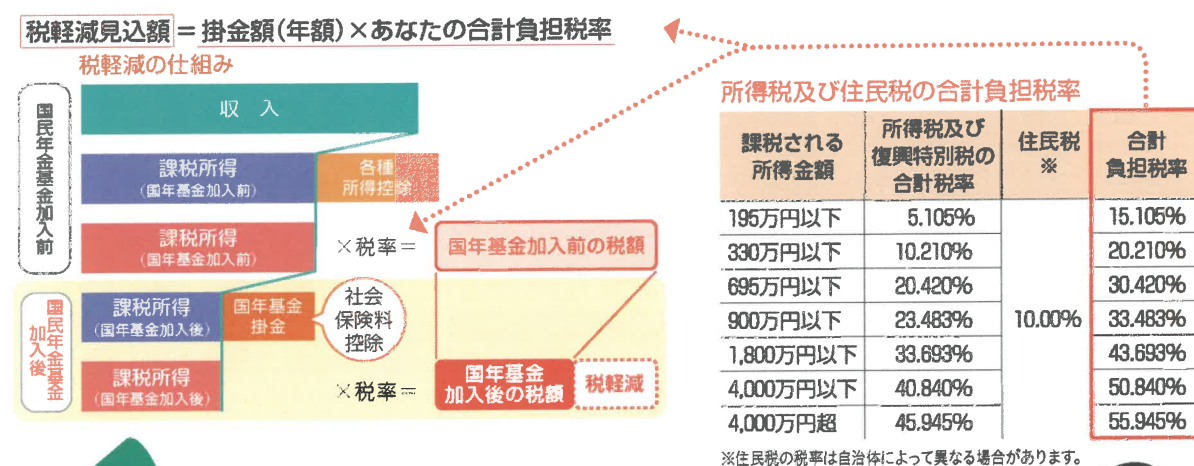 税軽減見込額＝掛金額(年額)×あなたの合計負担税率
税軽減の仕組み
国民年金基金加入前
収入
課税所得
(国年基金加入前)
各種
所得控除
課税所得
(国年基金加入前)
×税率＝
国年基金加入前の税額
国民年金基金
加入後
課税所得
(国年基金加入後)
国年基金
掛金
社会
保険料
控除
課税所得
(国年基金加入後)
×税率＝
国年基金
加入後の税額
税軽減
所得税及び住民税の合計負担税率
課税される
所得金額
所得税及び
復興特別税の
合計税率
住民税
※
合計
負担税率
195万円以下 5.105% 15.105%
330万円以下 10.210% 20.210%
695万円以下 20.420% 30.420%
900万円以下 23.483% 10.00% 33.483%
1,800万円以下 33.693% 43.693%
4,000万円以下 40.840% 50.840%
4,000万円超 45.945% 55.945%
※住民税の税率は自治体によって異なる場合があります。